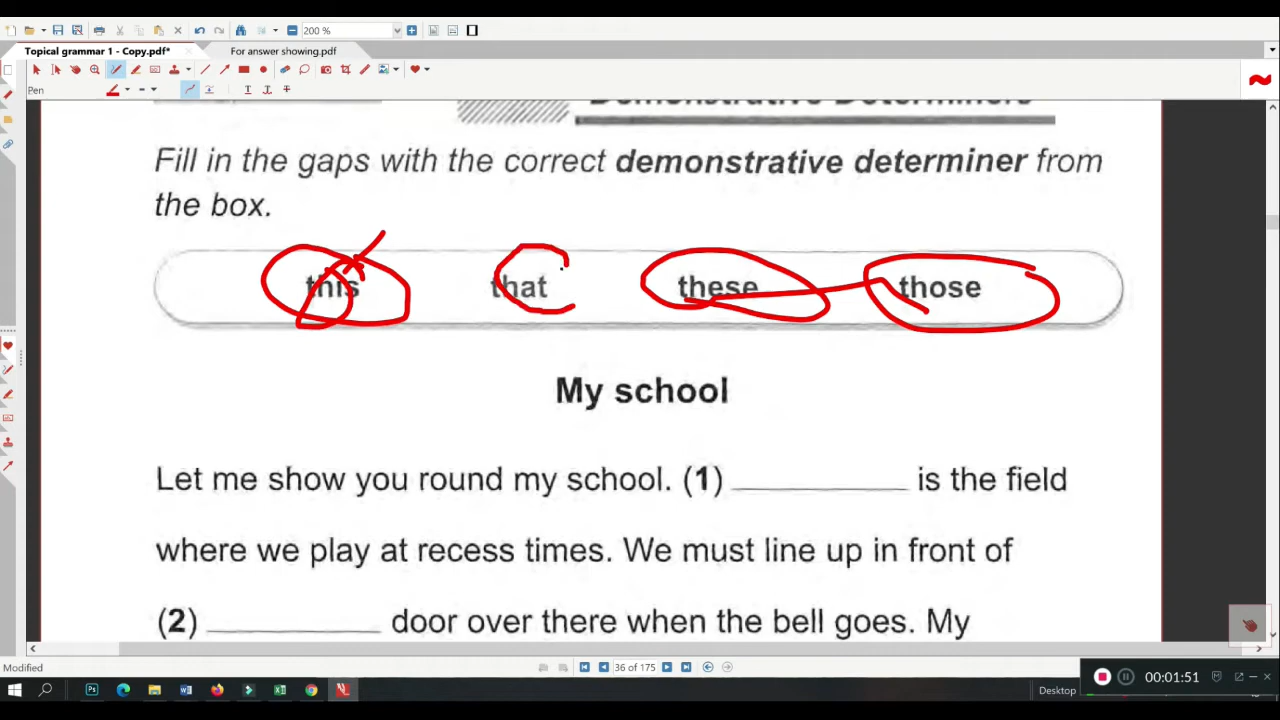 200 %
Topical grammar 1 - Copy.pdf*
For answer showing.pdf
Pen
Demonstrative Determiners
Fill in the gaps with the correct demonstrative determiner from
the box.
this that these those
My school
Let me show you round my school. (1) __________ is the field
where we play at recess times. We must line up in front of
(2) __________ door over there when the bell goes. My
Modified
36 of 175
00:01:51
Desktop